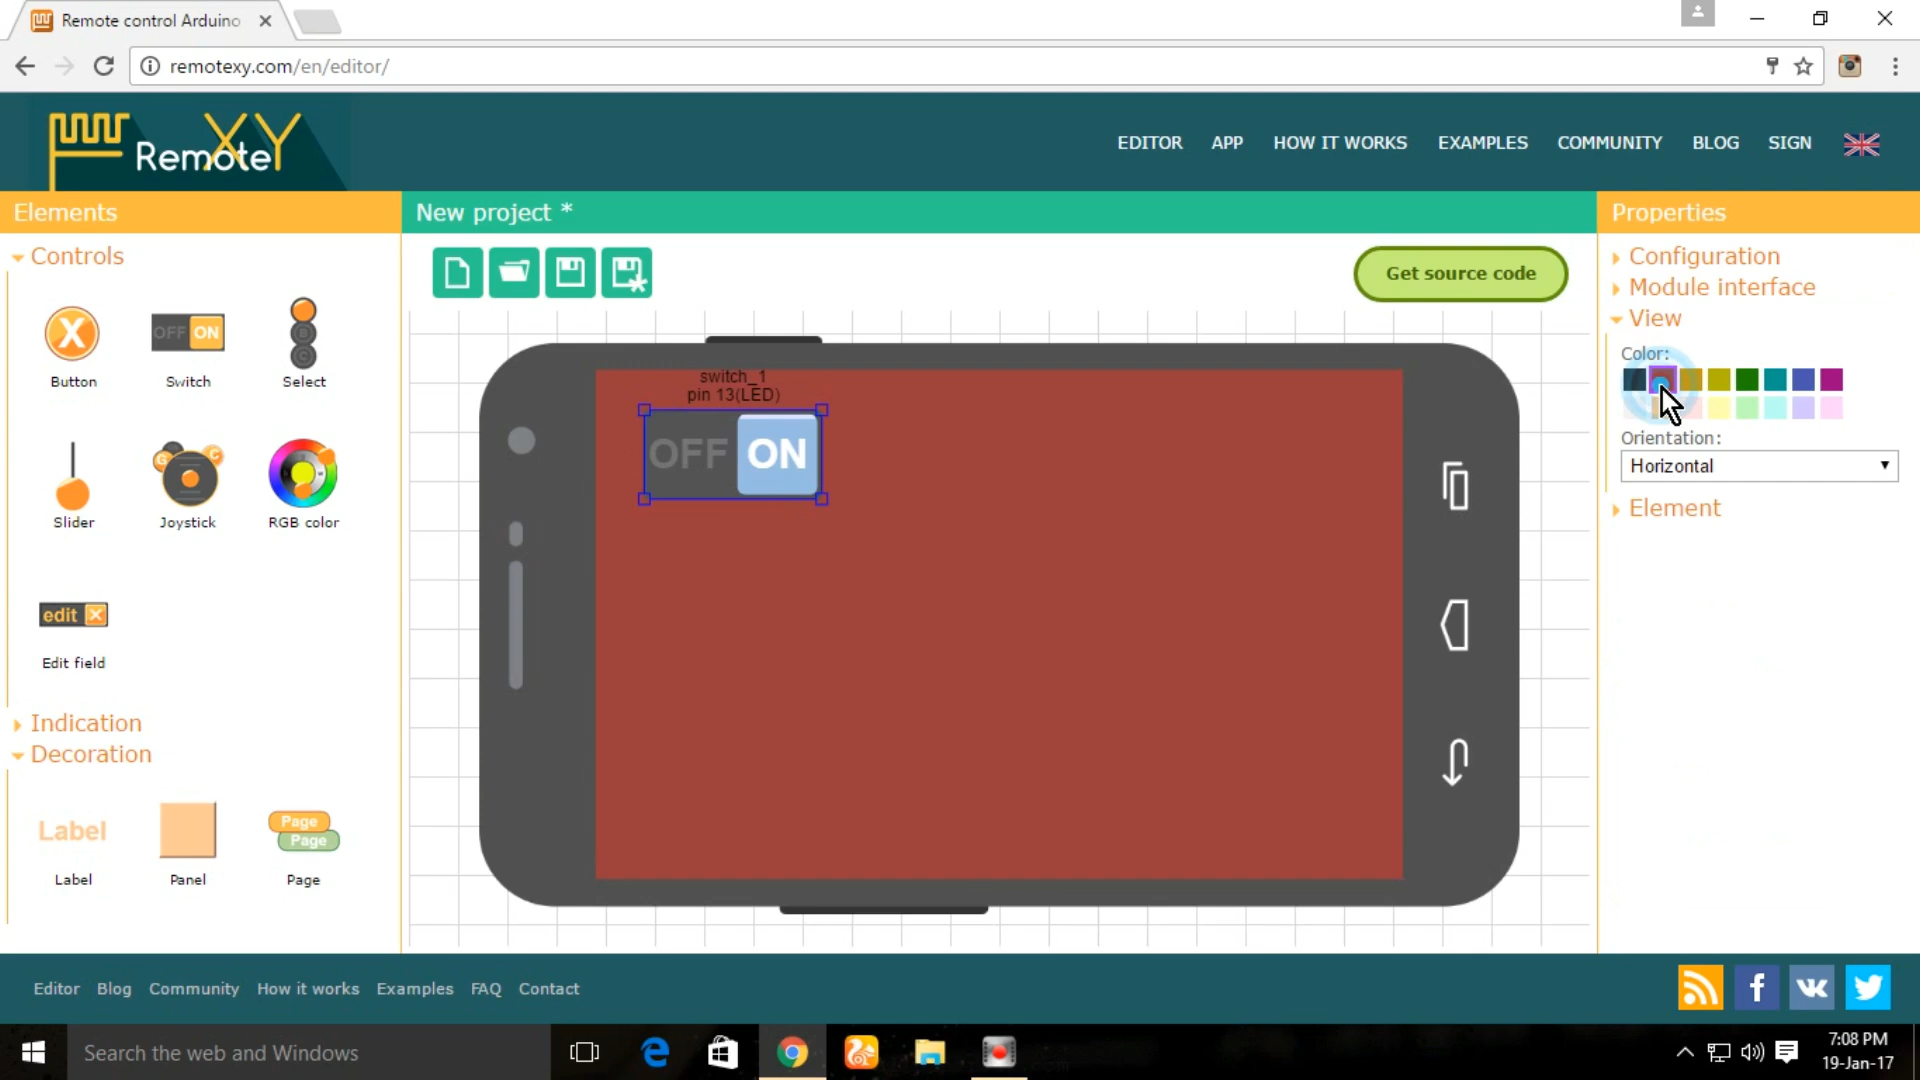 Remote control Arduino
remotexy.com/en/editor/
RemoteXY
EDITOR APP HOW IT WORKS EXAMPLES COMMUNITY BLOG SIGN
Elements
New project *
Properties
Controls
Get source code
Configuration
Module interface
View
OFF ON
X
B
C
Button Switch Select
Color:
switch_1
pin 13(LED)
OFF ON
Orientation:
Horizontal
Element
G C
Slider Joystick RGB color
edit X
Edit field
Indication
Decoration
Label
Page
Page
Label Panel Page
Editor Blog Community How it works Examples FAQ Contact
Search the web and Windows
7:08 PM
19-Jan-17